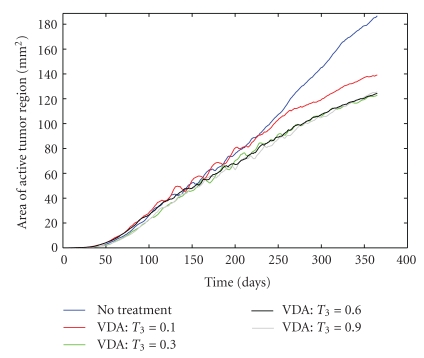 180
160
140
120
100
80
60
40
20
0
Area of active tumor region (mm²)
0 50 100 150 200 250 300 350 400
Time (days)
No treatment
VDA: T₃ = 0.1
VDA: T₃ = 0.3
VDA: T₃ = 0.6
VDA: T₃ = 0.9